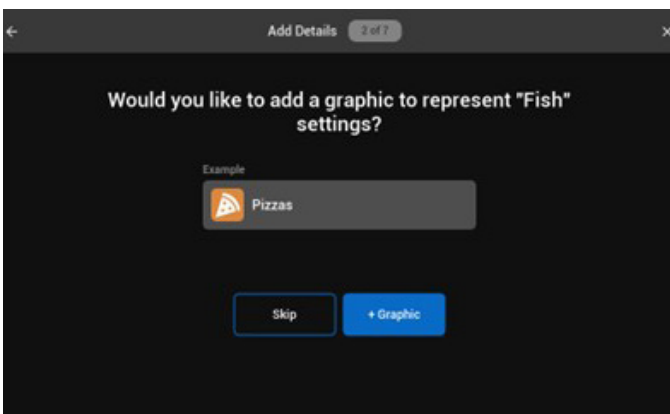 Add Details 2 of 7
Would you like to add a graphic to represent "Fish"
settings?
Example
Pizzas
Skip
+ Graphic